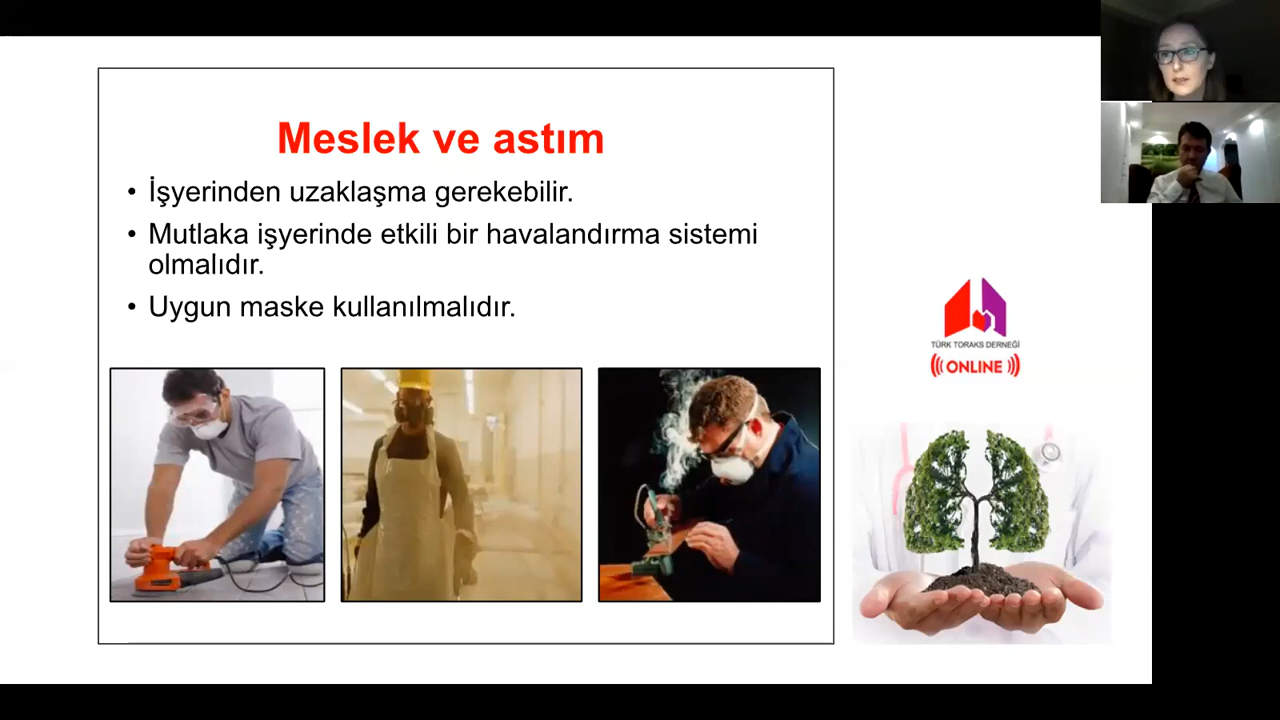 Meslek ve astım
• İşyerinden uzaklaşma gerekebilir.
• Mutlaka işyerinde etkili bir havalandırma sistemi
olmalıdır.
• Uygun maske kullanılmalıdır.
TÜRK TORAKS DERNEĞİ
ONLINE